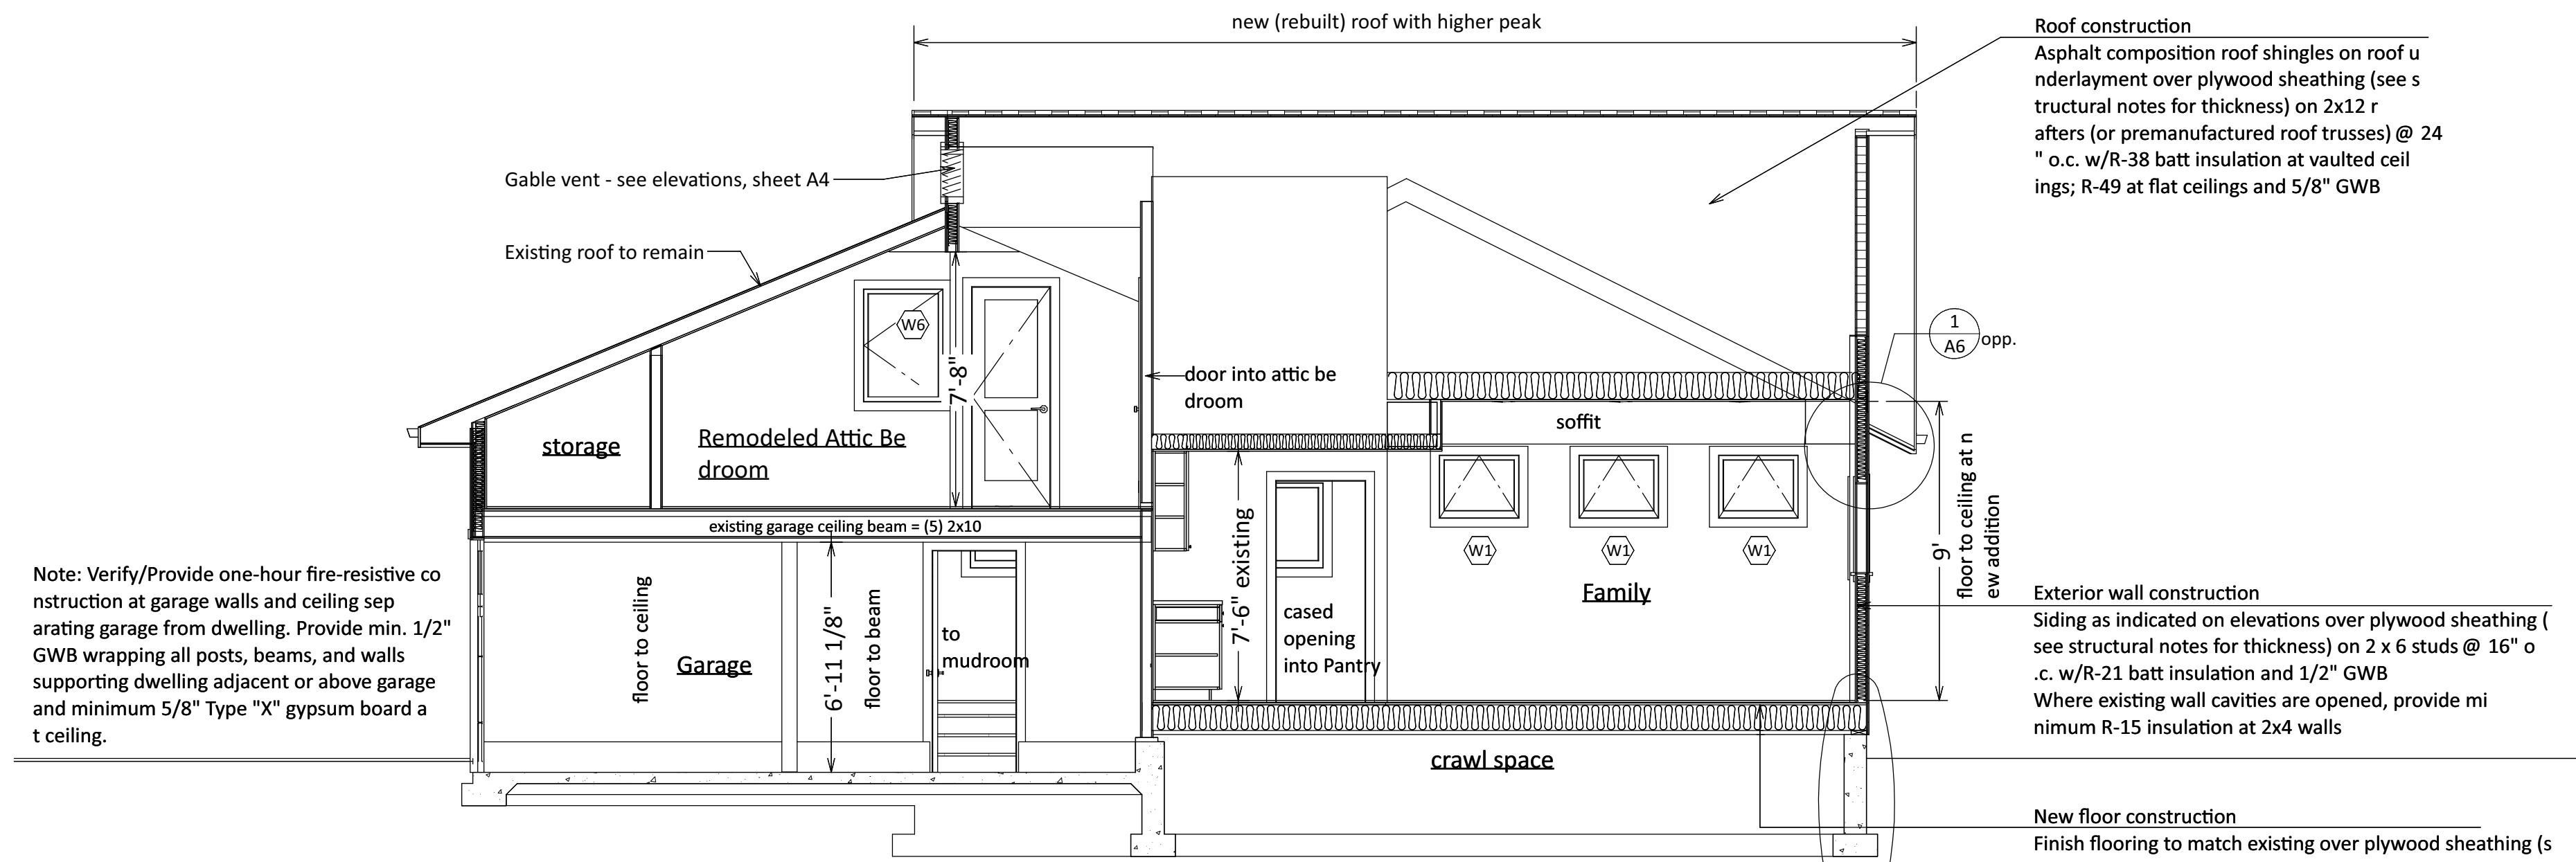 new (rebuilt) roof with higher peak
Roof construction
Asphalt composition roof shingles on roof u
nderlayment over plywood sheathing (see s
tructural notes for thickness) on 2x12 r
afters (or premanufactured roof trusses) @ 24
" o.c. w/R-38 batt insulation at vaulted ceil
ings; R-49 at flat ceilings and 5/8" GWB
Gable vent - see elevations, sheet A4
Existing roof to remain
W6
7'-8"
1
A6
opp.
door into attic be
droom
soffit
storage
Remodeled Attic Be
droom
existing garage ceiling beam = (5) 2x10
7'-6" existing
W1
W1
W1
9'
floor to ceiling at n
ew addition
Family
cased
opening
into Pantry
Note: Verify/Provide one-hour fire-resistive co
nstruction at garage walls and ceiling sep
arating garage from dwelling. Provide min. 1/2"
GWB wrapping all posts, beams, and walls
supporting dwelling adjacent or above garage
and minimum 5/8" Type "X" gypsum board a
t ceiling.
floor to ceiling
Garage
6'-11 1/8"
floor to beam
to
mudroom
Exterior wall construction
Siding as indicated on elevations over plywood sheathing (
see structural notes for thickness) on 2 x 6 studs @ 16" o
.c. w/R-21 batt insulation and 1/2" GWB
Where existing wall cavities are opened, provide mi
nimum R-15 insulation at 2x4 walls
crawl space
New floor construction
Finish flooring to match existing over plywood sheathing (s